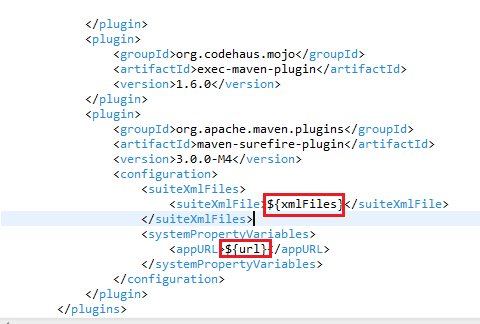 </plugin>
<plugin>
<groupId>org.codehaus.mojo</groupId>
<artifactId>exec-maven-plugin</artifactId>
<version>1.6.0</version>
</plugin>
<plugin>
<groupId>org.apache.maven.plugins</groupId>
<artifactId>maven-surefire-plugin</artifactId>
<version>3.0.0-M4</version>
<configuration>
<suiteXmlFiles>
<suiteXmlFile>${xmlFiles}</suiteXmlFile>
</suiteXmlFiles>
<systemPropertyVariables>
<appURL>${url}</appURL>
</systemPropertyVariables>
</configuration>
</plugin>
</plugins>